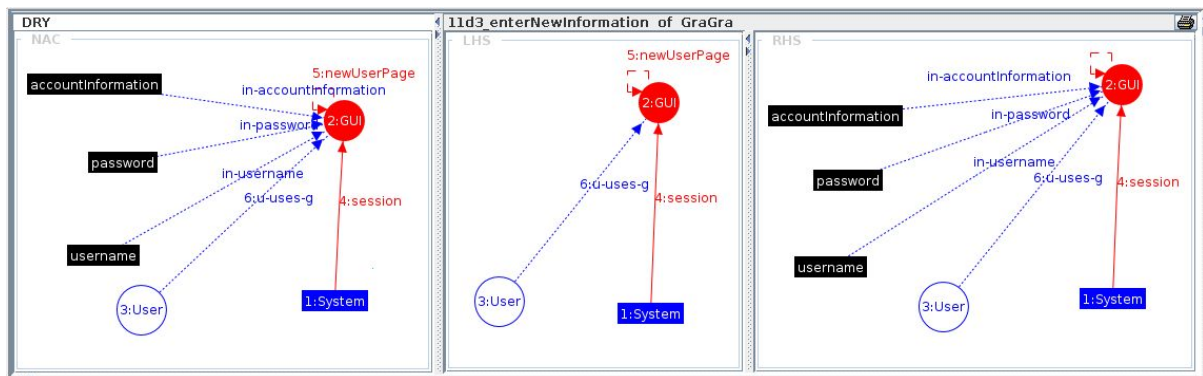 DRY
11d3_enterNewInformation of GraGra
NAC
5:newUserPage
accountInformation
in-accountInformation
2:GUI
in-password
password
in-username
6:u-uses-g
4:session
username
3:User
1:System
LHS
5:newUserPage
2:GUI
6:u-uses-g
4:session
3:User
1:System
RHS
in-accountInformation
2:GUI
accountInformation
in-password
in-username
password
6:u-uses-g
4:session
username
3:User
1:System